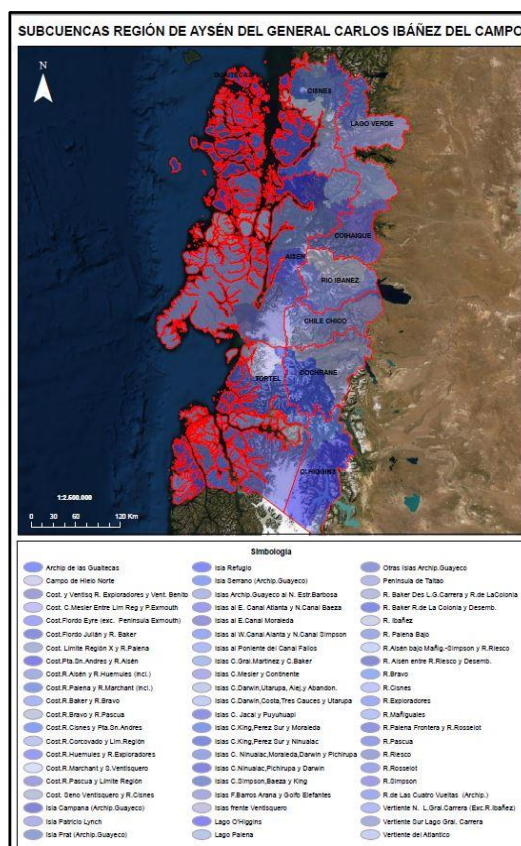 SUBCUENCAS REGIÓN DE AYSÉN DEL GENERAL CARLOS IBÁÑEZ DEL CAMPO
N
GUAITECAS
CISNES
LAGO VERDE
COIHAIQUE
AISEN
RIO IBANEZ
CHILE CHICO
COCHRANE
TORTEL
O'HIGGINS
1:2.500.000
0 30 60 120 Km
Simbología
Archip de las Guaitecas
Campo de Hielo Norte
Cost. y Ventisq R. Exploradores y Vent. Benito
Cost. C.Mesier Entre Lim Reg y P.Exmouth
Cost.Fiordo Eyre (exc. Peninsula Exmouth)
Cost.Fiordo Julián y R. Baker
Cost. Límite Región X y R.Palena
Cost.Pta.Sn.Andres y R.Aisén
Cost.R.Aisén y R.Huemules (incl.)
Cost.R.Palena y R.Marchant (incl.)
Cost.R.Baker y R.Bravo
Cost.R.Bravo y R.Pascua
Cost.R.Cisnes y Pta.Sn.Andres
Cost.R.Corcovado y Lim.Región
Cost.R.Huemules y R.Exploradores
Cost.R.Marchant y S.Ventisquero
Cost.R.Pascua y Límite Región
Cost. Seno Ventisquero y R.Cisnes
Isla Campana (Archip.Guayeco)
Isla Patricio Lynch
Isla Prat (Archip.Guayeco)
Isla Refugio
Isla Serrano (Archip.Guayeco)
Islas Archip.Guayeco al N. Estr.Barbosa
Islas al E. Canal Atlanta y N.Canal Baeza
Islas al E.Canal Moraleda
Islas al W.Canal Alanta y N.Canal Simpson
Islas al Poniente del Canal Fallos
Islas C.Gral.Martinez y C.Baker
Islas C.Mesier y Continente
Islas C.Darwin,Utarupa, Alej.y Abandon.
Islas C.Darwin,Costa,Tres Cauces y Utarupa
Islas C. Jacaf y Puyuhuapi
Islas C.King,Perez Sur y Moraleda
Islas C.King,Perez Sur y Ninualac
Islas C. Ninualac,Moraleda,Darwin y Pichirupa
Islas C.Ninualac,Pichirupa y Darwin
Islas C.Simpson,Baeza y King
Islas F.Barros Arana y Golfo Elefantes
Islas frente Ventisquero
Lago O'Higgins
Lago Palena
Otras Islas Archip.Guayeco
Peninsula de Taitao
R. Baker Des L.G.Carrera y R.de LaColonia
R. Baker R.de La Colonia y Desemb.
R. Ibañez
R. Palena Bajo
R.Aisén bajo Mañig.-Simpson y R.Riesco
R. Aisén entre R.Riesco y Desemb.
R.Bravo
R.Cisnes
R.Exploradores
R.Mañiguales
R.Palena Frontera y R.Rosselot
R.Pascua
R.Riesco
R.Rosselot
R.Simpson
R.de Las Cuatro Vueltas (Archip.)
Vertiente N. L.Gral.Carrera (Exc.R.Ibañez)
Vertiente Sur Lago Gral. Carrera
Vertiente del Atlantico